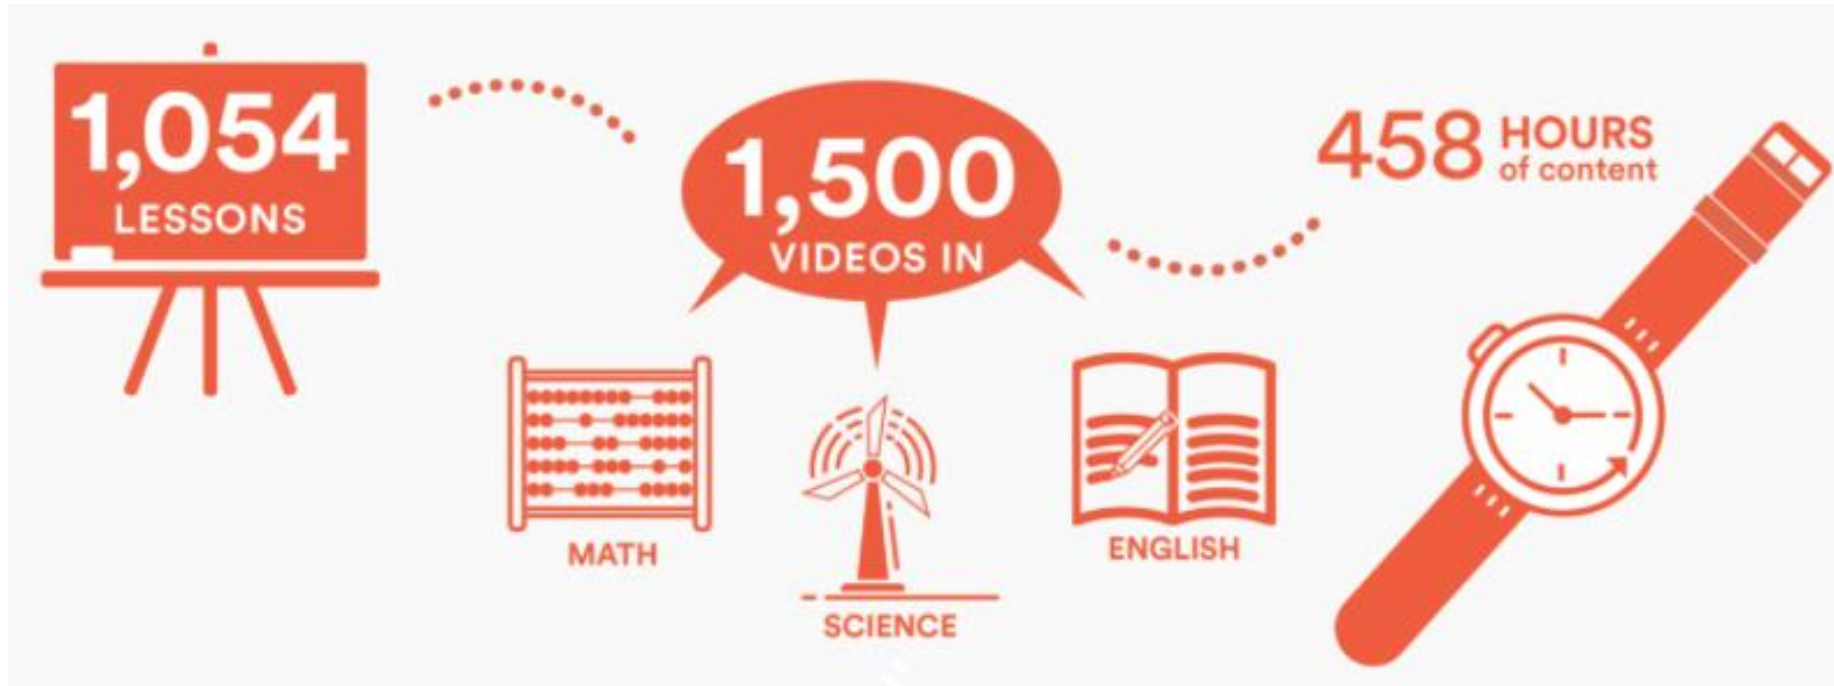 1,054
LESSONS
1,500
VIDEOS IN
MATH
SCIENCE
ENGLISH
458 HOURS
of content